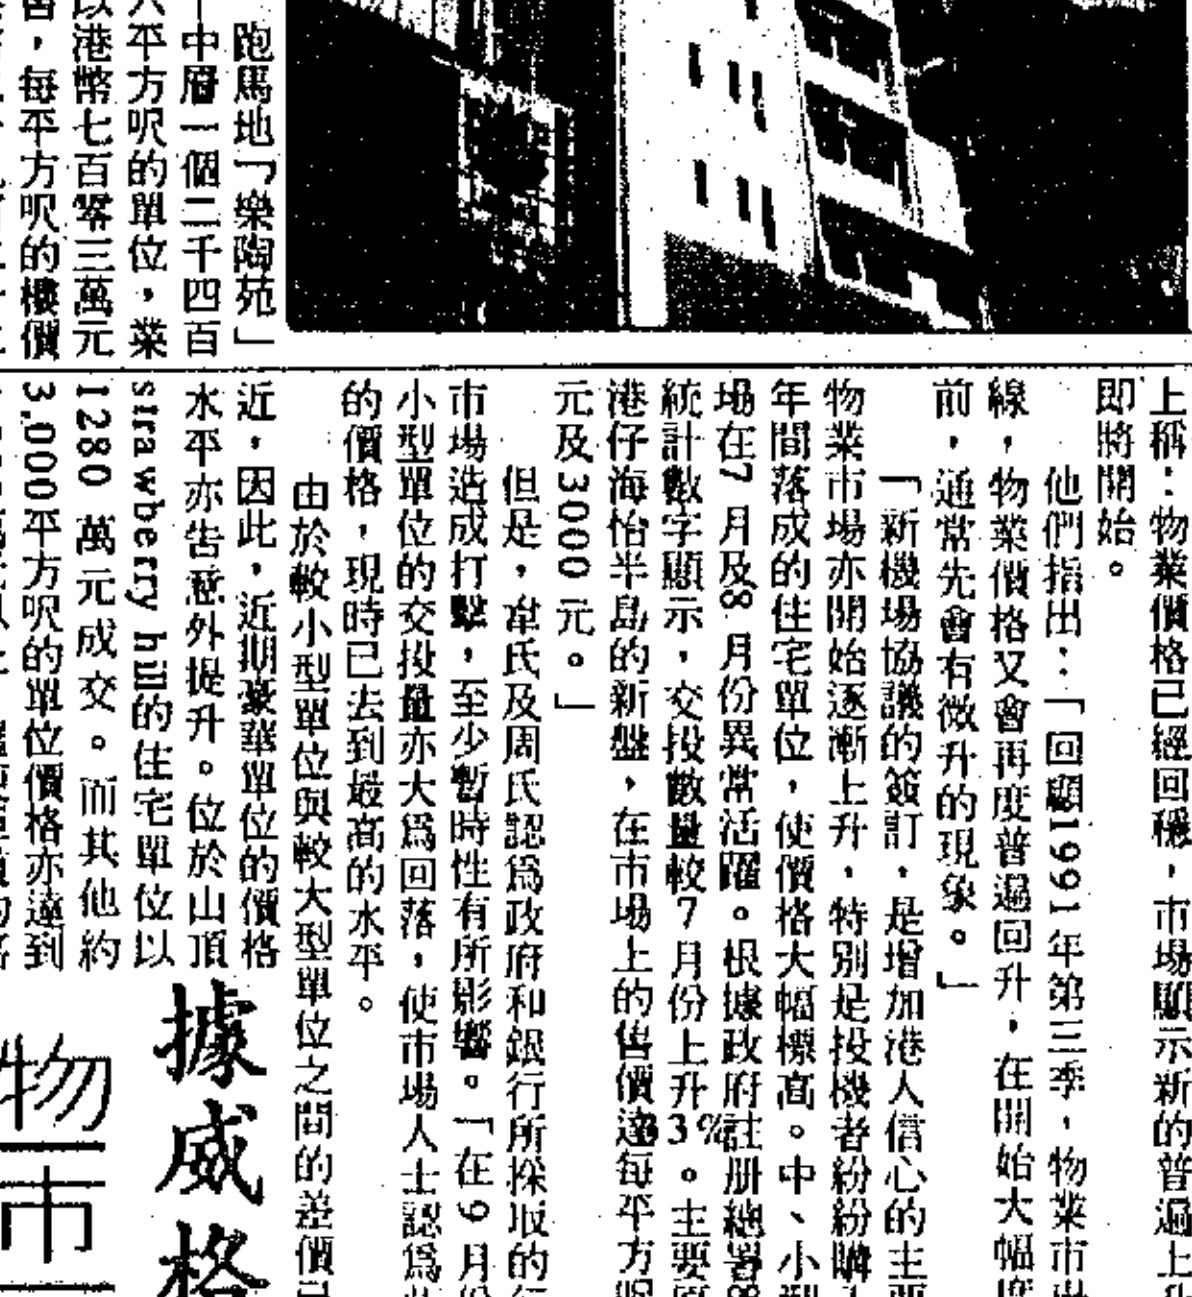 跑馬地「樂陶苑」
中層一個二千四百
六平方呎的單位，業
以港幣七百零三萬元
售，每平方呎的樓價
上稱：物業價格已經回穩，市場顯示新的普遍上升
即將開始。
他們指出：「回顧1991年第三季，物業市
線，物業價格又會再度普遍回升，在開始大幅度
前，通常先會有微升的現象。」
「新機場協議的簽訂，是增加港人信心的主要
物業市場亦開始逐漸上升，特別是投機者紛紛購入
年間落成的住宅單位，使價格大幅標高。中、小型
場在7月及8月份異常活躍。根據政府註册總署8
統計數字顯示，交投數量較7月份上升3%。主要原
港仔海怡半島的新盤，在市場上的售價達每平方呎
元及3000元。」
但是，韋氏及周氏認爲政府和銀行所採取的行
市場造成打擊，至少暫時性有所影響。「在9月份
小型單位的交投量亦大爲回落，使市場人士認爲
的價格，現時已去到最高的水平。
由於較小型單位與較大型單位之間的差價已
近，因此，近期豪華單位的價格
水平亦告意外提升。位於山頂
strawberry hill的住宅單位以
1280 萬元成交。而其他約
3,000平方呎的單位價格亦達到
據威格
物市